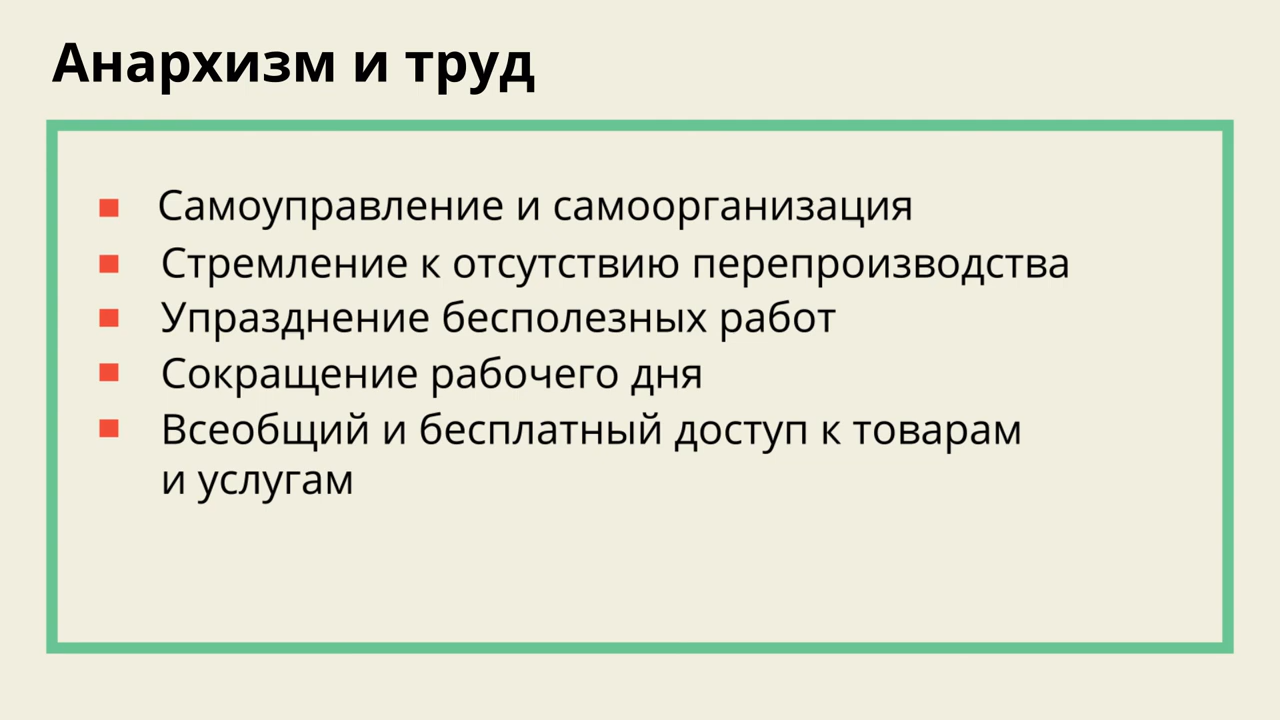 Анархизм и труд
Самоуправление и самоорганизация
Стремление к отсутствию перепроизводства
Упразднение бесполезных работ
Сокращение рабочего дня
Всеобщий и бесплатный доступ к товарам
и услугам